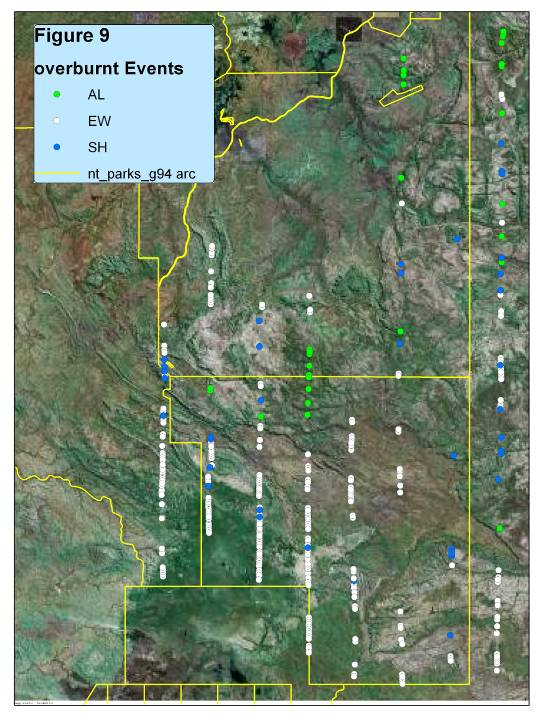 Figure 9
overburnt Events
AL
EW
SH
nt_parks_g94 arc